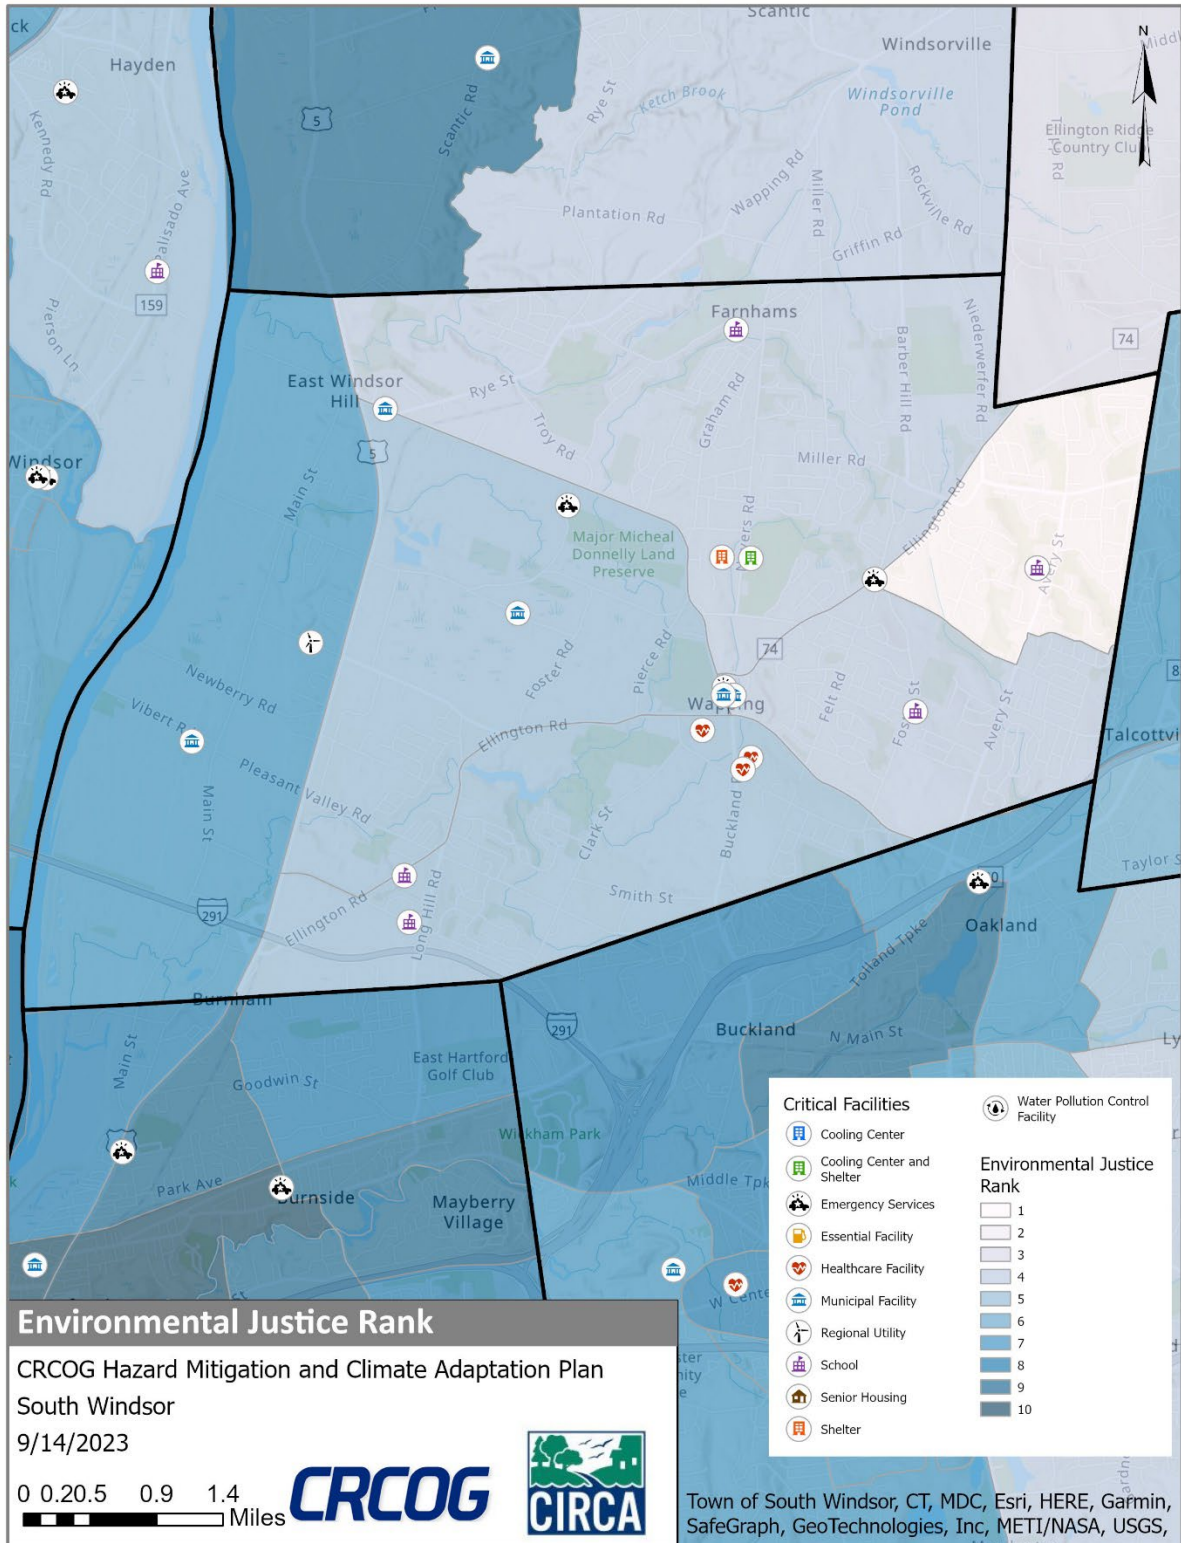 ck
Scantic
Windsorville
Middl
Hayden
5
Scantic Rd
Rye St
Ketch Brook
Windsorville
Pond
N
Ellington Ridge
Country Club
Kennedy Rd
Palisado Ave
Plantation Rd
Wapping Rd
Miller Rd
Rockville Rd
Griffin Rd
159
Pierson Ln
Farnhams
Niederwerfer Rd
74
East Windsor
Hill
Rye St
Graham Rd
Barber Hill Rd
Troy Rd
5
Miller Rd
Windsor
Main St
Ellington Rd
Major Micheal
Donnelly Land
Preserve
Avery St
74
Foster Rd
Pierce Rd
Newberry Rd
Wapping
Felt Rd
8
Vibert R
Ellington Rd
Avery St
Talcottvi
Pleasant Valley Rd
Main St
Clark St
Buckland
Smith St
Taylor S
291
Ellington Rd
Long Hill Rd
0
Oakland
Tolland Tpke
Burnham
291
Buckland
N Main St
Ly
Main St
East Hartford
Golf Club
Goodwin St
Wickham Park
Middle Tpk
Park Ave
Burnside
Mayberry
Village
W Cente
Critical Facilities
Cooling Center
Cooling Center and
Shelter
Emergency Services
Essential Facility
Healthcare Facility
Municipal Facility
Regional Utility
School
Senior Housing
Shelter
Water Pollution Control
Facility
Environmental Justice
Rank
1
2
3
4
5
6
7
8
9
10
Environmental Justice Rank
CRCOG Hazard Mitigation and Climate Adaptation Plan
South Windsor
9/14/2023
0 0.20.5 0.9 1.4
Miles
CRCOG
CIRCA
Town of South Windsor, CT, MDC, Esri, HERE, Garmin,
SafeGraph, GeoTechnologies, Inc, METI/NASA, USGS,